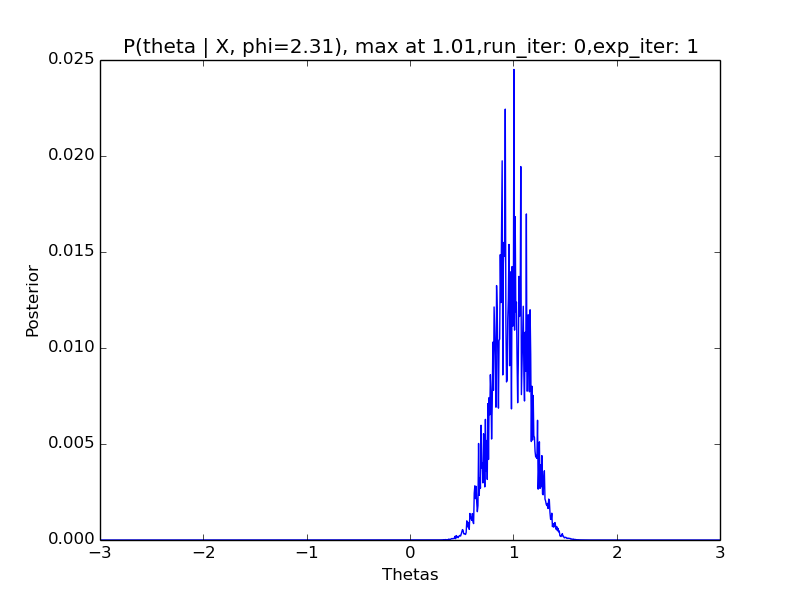 P(theta | X, phi=2.31), max at 1.01,run_iter: 0,exp_iter: 1
0.025
0.020
0.015
0.010
0.005
0.000
Posterior
−3 −2 −1 0 1 2 3
Thetas